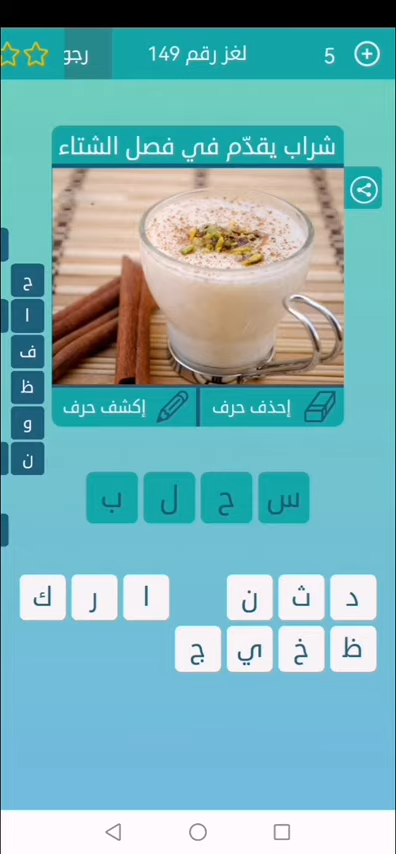 5 لغز رقم 149 رجو
شراب يقدّم في فصل الشتاء
ح
ا
ف
ظ
و
ن
إحذف حرف إكشف حرف
س ح ل ب
د ث ن ا ر ك
ظ خ ي ج